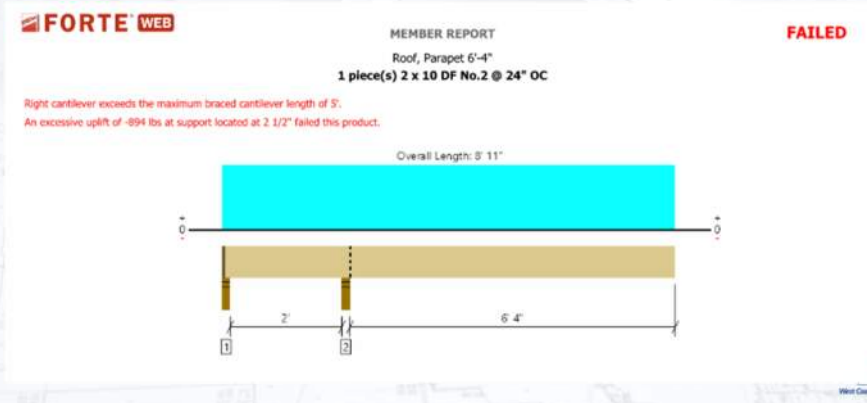 FORTE WEB
MEMBER REPORT
FAILED
Roof, Parapet 6'-4"
1 piece(s) 2 x 10 DF No.2 @ 24" OC
Right cantilever exceeds the maximum braced cantilever length of 5'.
An excessive uplift of -894 lbs at support located at 2 1/2" failed this product.
Overall Length: 8' 11"
+ +
0 0
- -
2' 6' 4"
1 2